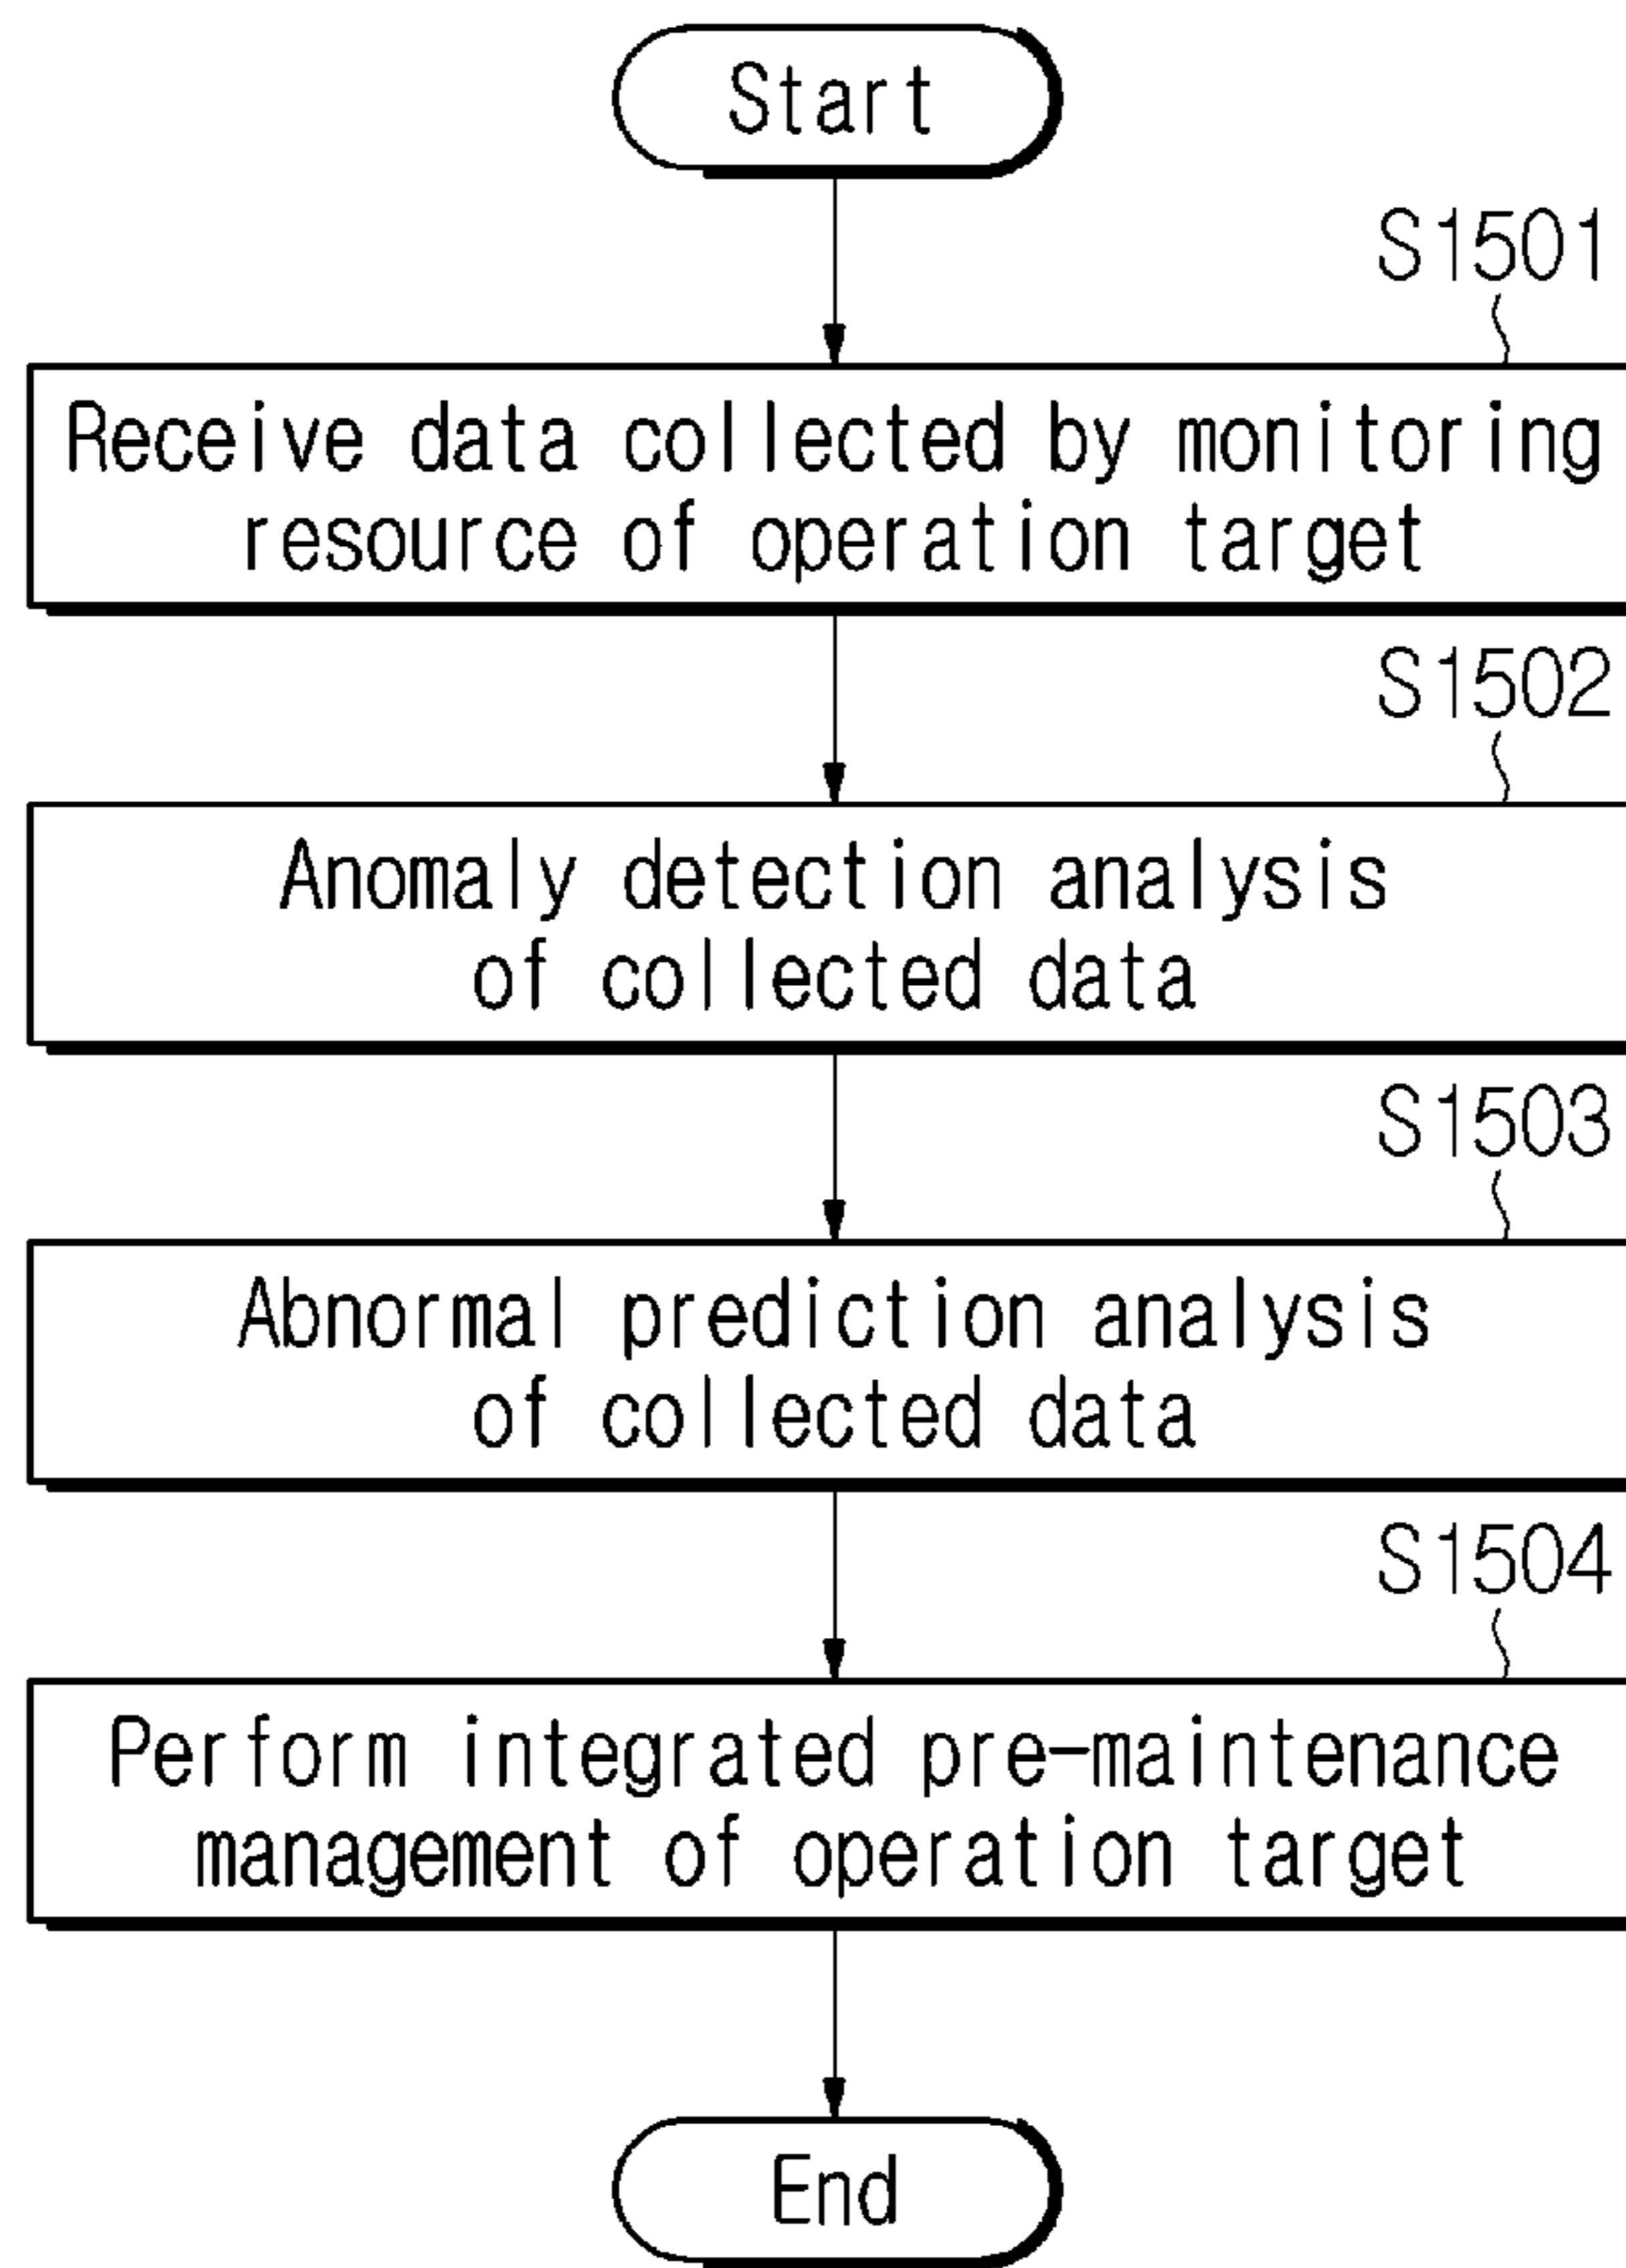 Start
S1501
Receive data collected by monitoring
resource of operation target
S1502
Anomaly detection analysis
of collected data
S1503
Abnormal prediction analysis
of collected data
S1504
Perform integrated pre-maintenance
management of operation target
End